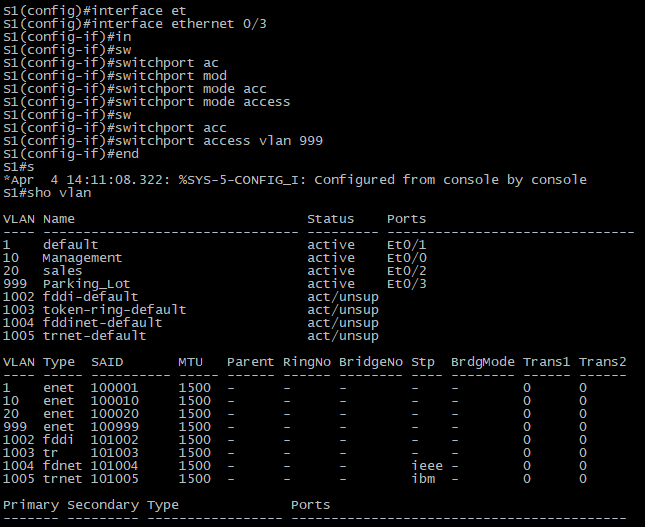 S1(config)#interface et
S1(config)#interface ethernet 0/3
S1(config-if)#in
S1(config-if)#sw
S1(config-if)#switchport ac
S1(config-if)#switchport mod
S1(config-if)#switchport mode acc
S1(config-if)#switchport mode access
S1(config-if)#sw
S1(config-if)#switchport acc
S1(config-if)#switchport access vlan 999
S1(config-if)#end
S1#s
*Apr  4 14:11:08.322: %SYS-5-CONFIG_I: Configured from console by console
S1#sho vlan

VLAN Name                             Status    Ports
---- -------------------------------- --------- -------------------------------
1    default                          active    Et0/1
10   Management                       active    Et0/0
20   sales                            active    Et0/2
999  Parking_Lot                      active    Et0/3
1002 fddi-default                     act/unsup
1003 token-ring-default               act/unsup
1004 fddinet-default                  act/unsup
1005 trnet-default                    act/unsup

VLAN Type  SAID       MTU   Parent RingNo BridgeNo Stp  BrdgMode Trans1 Trans2
---- ----- ---------- ----- ------ ------ -------- ---- -------- ------ ------
1    enet  100001     1500  -      -      -        -    -        0      0
10   enet  100010     1500  -      -      -        -    -        0      0
20   enet  100020     1500  -      -      -        -    -        0      0
999  enet  100999     1500  -      -      -        -    -        0      0
1002 fddi  101002     1500  -      -      -        -    -        0      0
1003 tr    101003     1500  -      -      -        -    -        0      0
1004 fdnet 101004     1500  -      -      -        ieee -        0      0
1005 trnet 101005     1500  -      -      -        ibm  -        0      0

Primary Secondary Type              Ports
------- --------- ----------------- ------------------------------------------